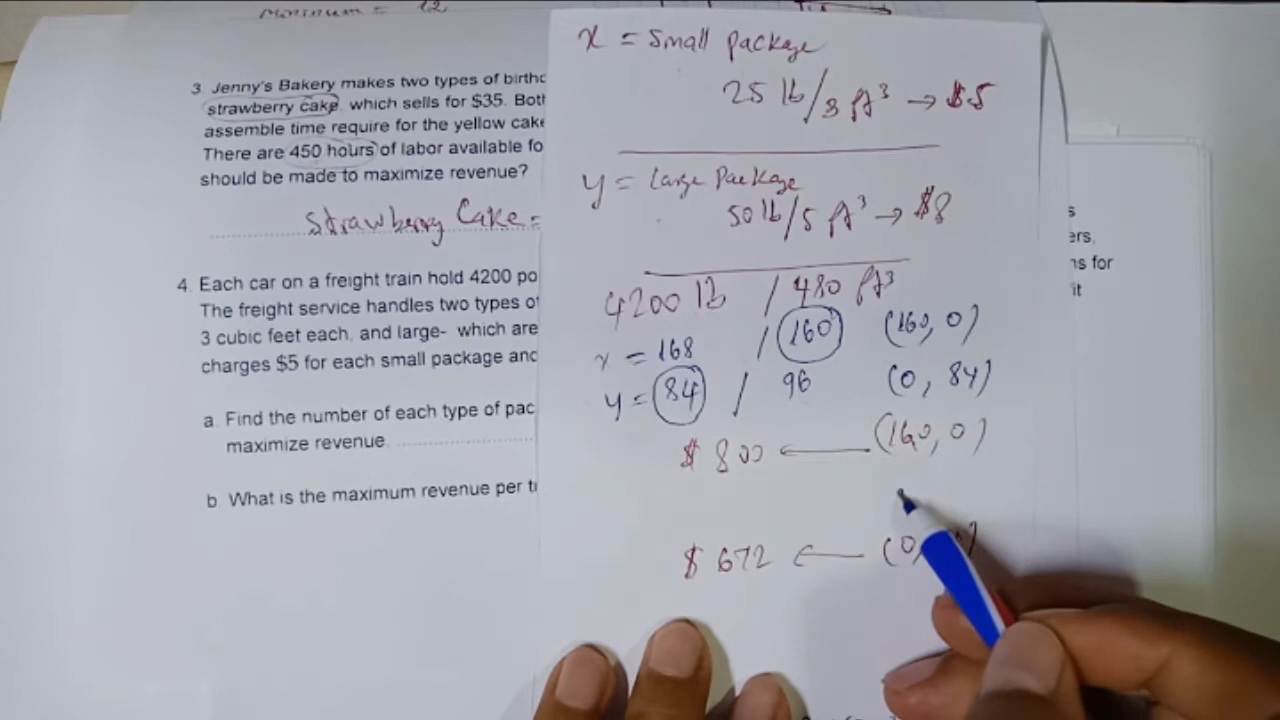 Minimum = 12
3. Jenny's Bakery makes two types of birthd
strawberry cake, which sells for $35. Both
assemble time require for the yellow cake
There are 450 hours of labor available fo
should be made to maximize revenue?
Strawberry Cake =
4. Each car on a freight train hold 4200 po
The freight service handles two types of
3 cubic feet each, and large- which are
charges $5 for each small package and
a. Find the number of each type of pac
maximize revenue.
b. What is the maximum revenue per tr
x = Small package
25 lb/3 ft³ → $5
y = Large Package
50 lb/5 ft³ → $8
4200 lb / 480 ft³
x = 168 / 160 (160, 0)
y = 84 / 96 (0, 84)
$ 800 ← (160, 0)
$ 672 ← (0,
s
ers,
ns for
it